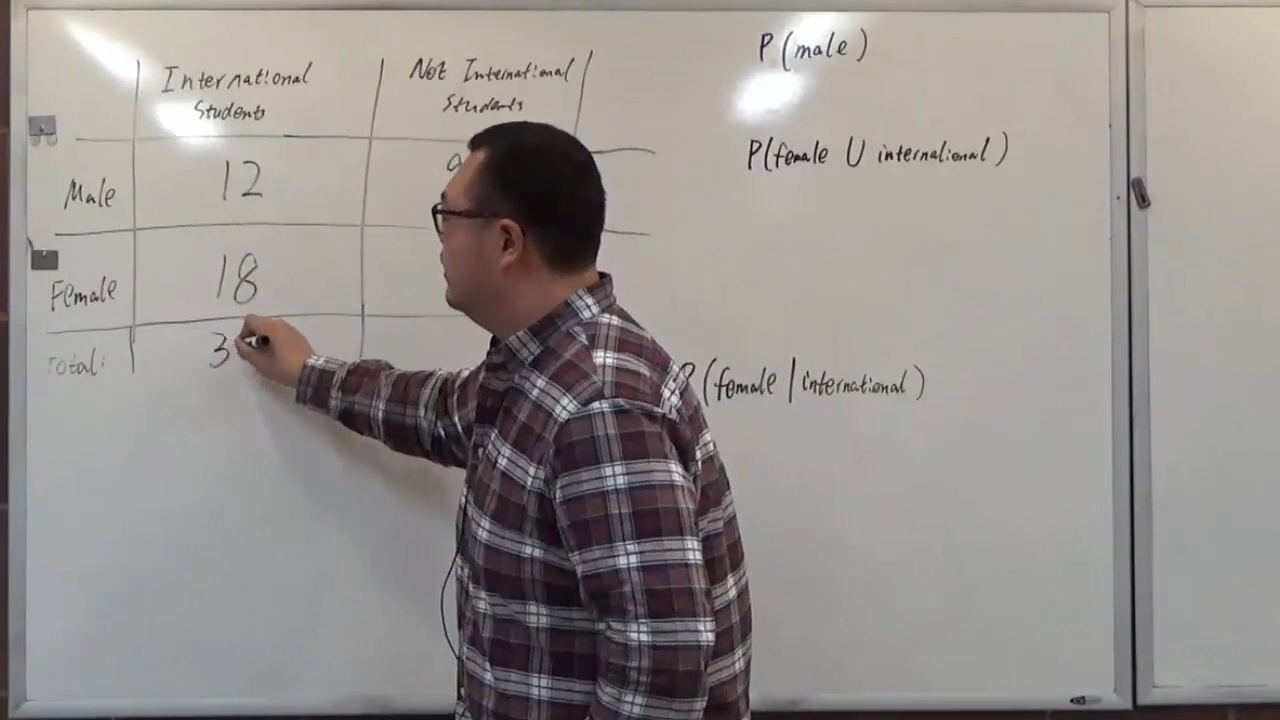 International
Students
Not International
Students
Male
12
Female
18
Total:
3
P(male)
P(female U international)
P(female | international)